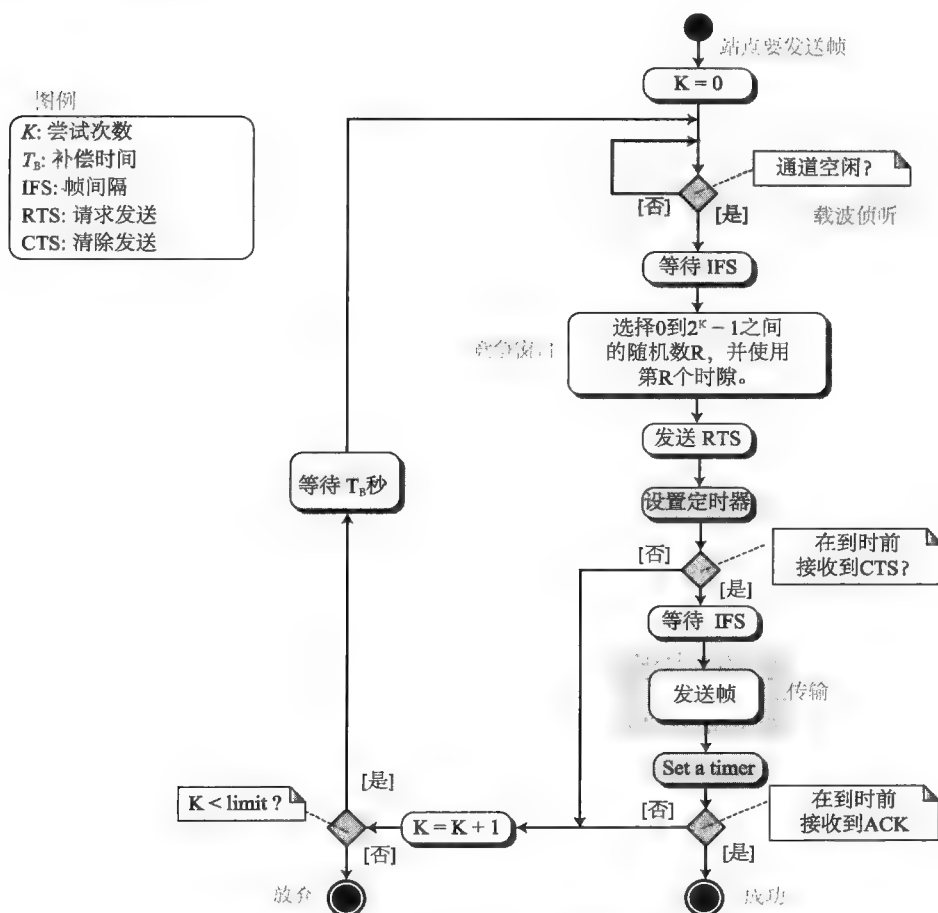 站点要发送帧
K = 0
图例
K: 尝试次数
T_B: 补偿时间
IFS: 帧间隔
RTS: 请求发送
CTS: 清除发送
通道空闲?
[否]
[是]
载波侦听
等待 IFS
竞争窗口
选择0到2^K − 1之间
的随机数R，并使用
第R个时隙。
发送 RTS
等待 T_B秒
设置定时器
[否]
在到时前
接收到CTS?
[是]
等待 IFS
发送帧
传输
Set a timer
[是]
K < limit ?
K = K + 1
[否]
在到时前
接收到ACK
[否]
[是]
放弃
成功